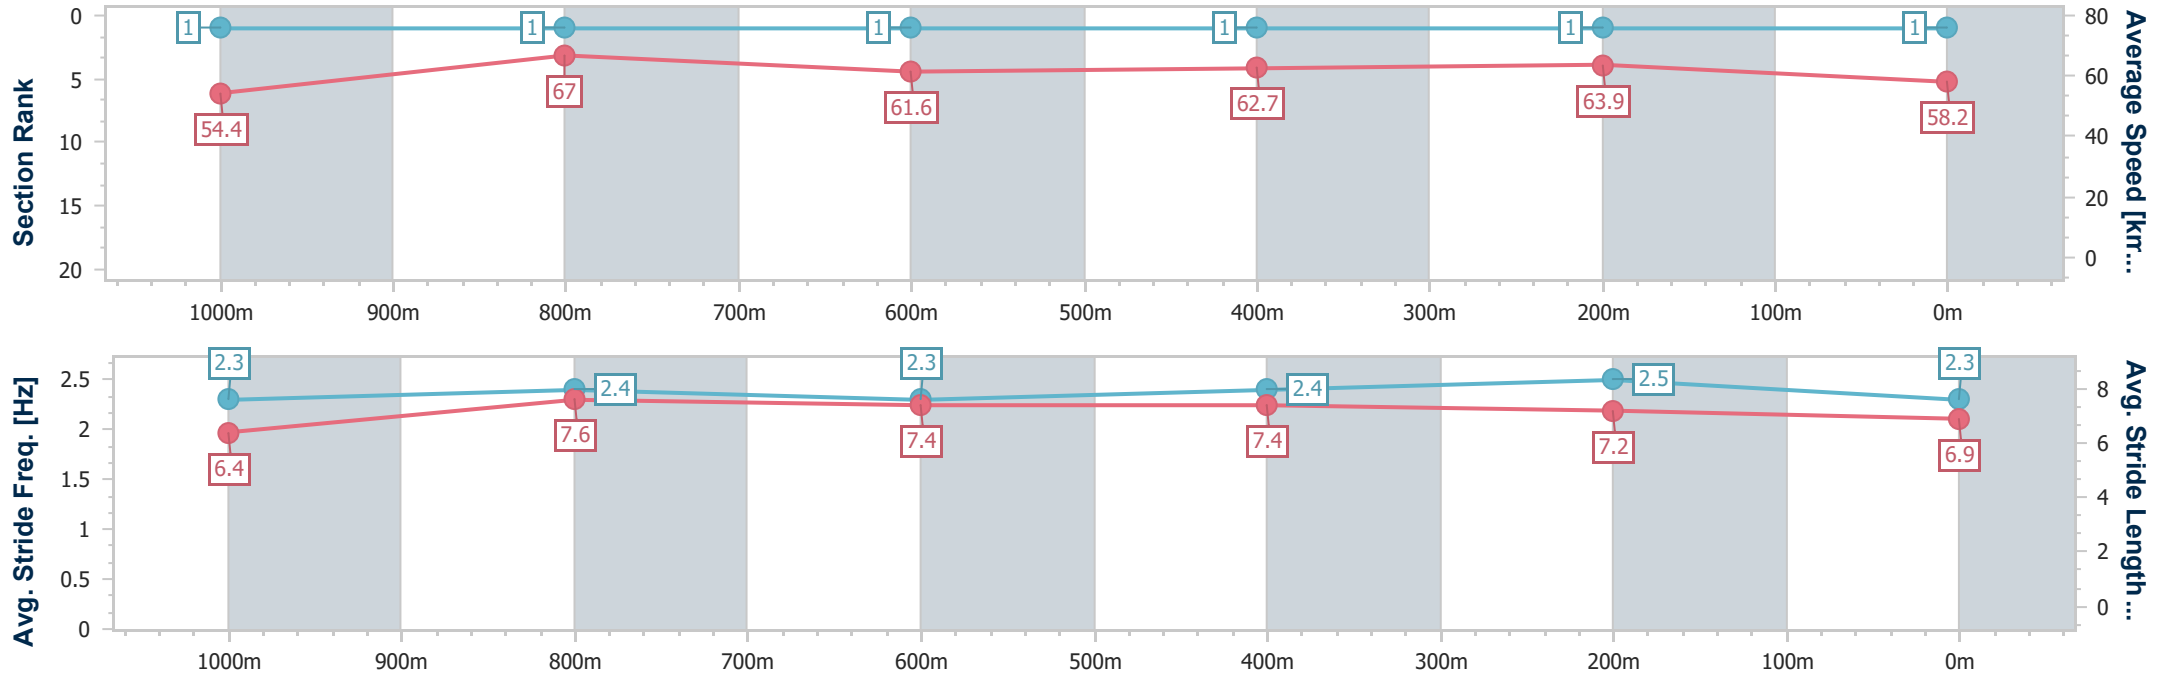 Section Rank
0
5
10
15
20
1
1
1
1
1
1
54.4
67
61.6
62.7
63.9
58.2
80
60
40
20
0
Average Speed [km...
1000m
900m
800m
700m
600m
500m
400m
300m
200m
100m
0m
Avg. Stride Freq. [Hz]
2.5
2
1.5
1
0.5
0
2.3
2.4
2.3
2.4
2.5
2.3
6.4
7.6
7.4
7.4
7.2
6.9
8
6
4
2
0
Avg. Stride Length ...
1000m
900m
800m
700m
600m
500m
400m
300m
200m
100m
0m